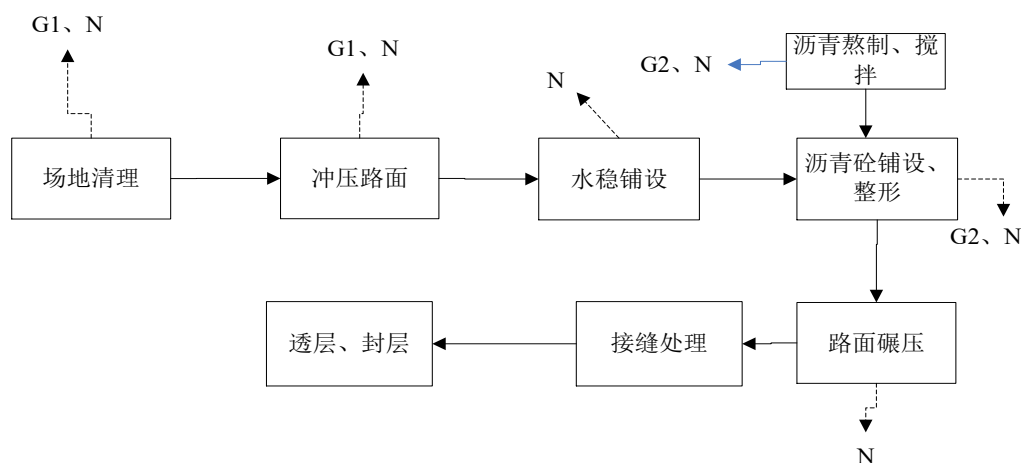 G1、N
G1、N
N
G2、N
沥青熬制、搅
拌
场地清理
冲压路面
水稳铺设
沥青砼铺设、
整形
G2、N
透层、封层
接缝处理
路面碾压
N